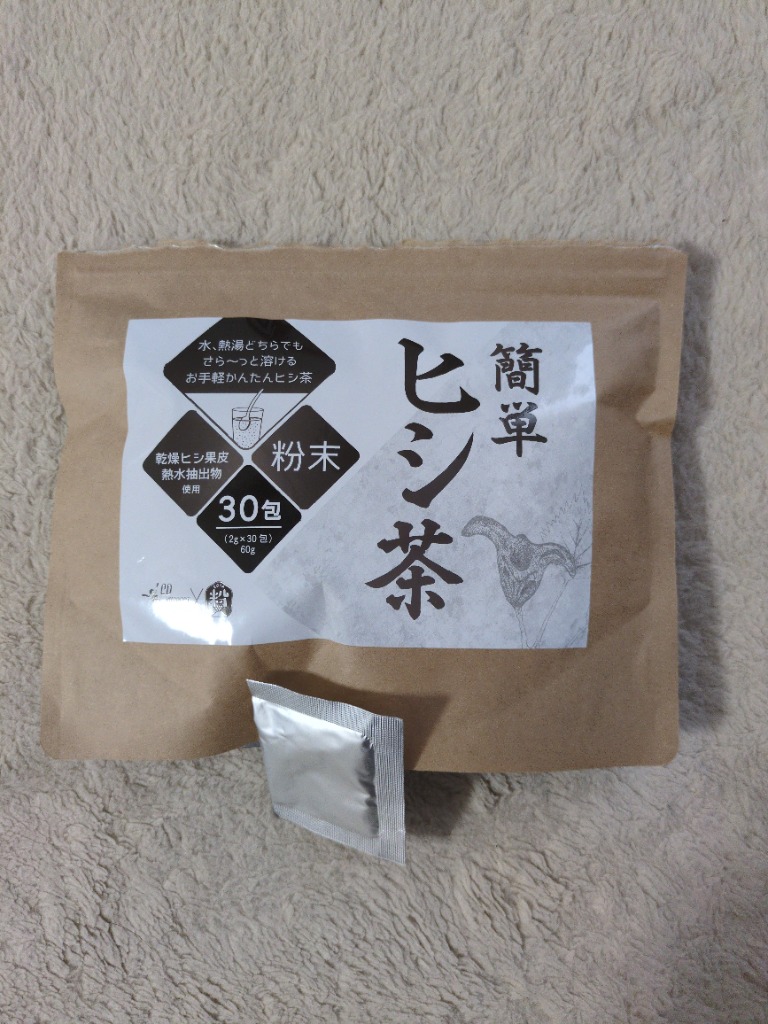 簡単
ヒシ茶
水、熱湯どちらでも
さら〜っと溶ける
お手軽かんたんヒシ茶
乾燥ヒシ果皮
熱水抽出物
使用
粉末
30包
(2g×30包)
60g
粉